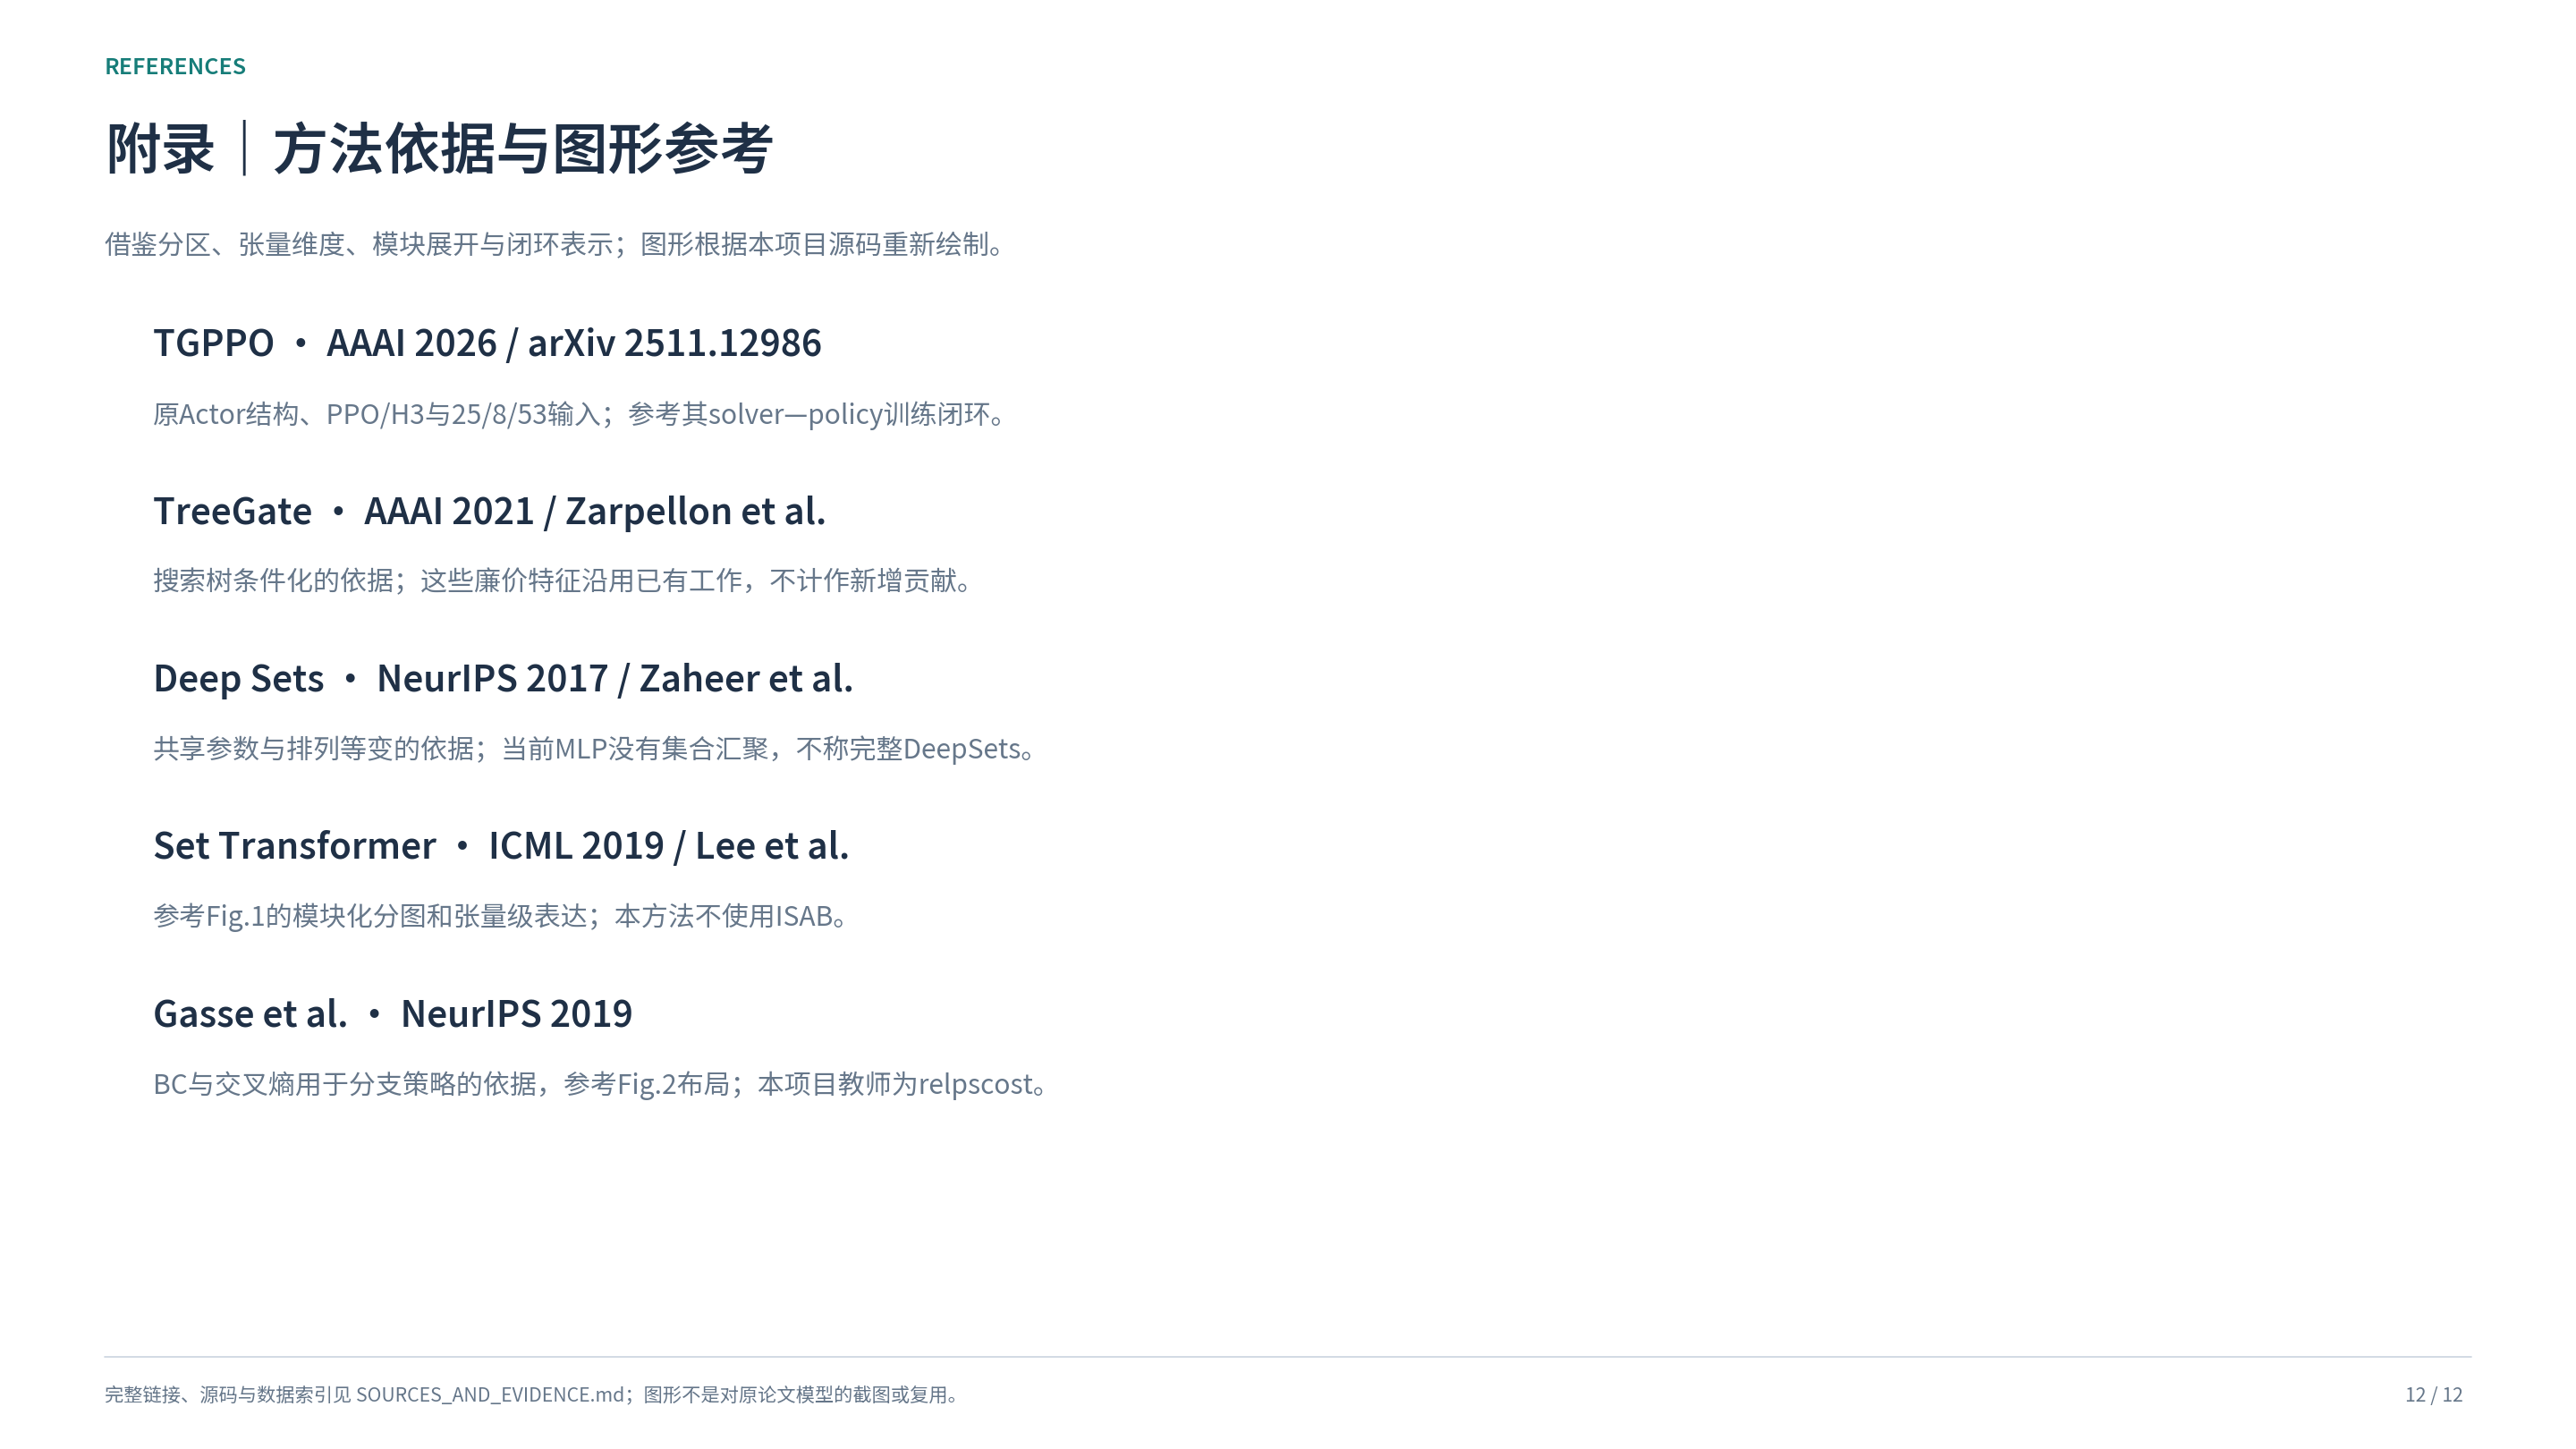 REFERENCES
附录｜方法依据与图形参考
借鉴分区、张量维度、模块展开与闭环表示；图形根据本项目源码重新绘制。
TGPPO · AAAI 2026 / arXiv 2511.12986
原Actor结构、PPO/H3与25/8/53输入；参考其solver—policy训练闭环。
TreeGate · AAAI 2021 / Zarpellon et al.
搜索树条件化的依据；这些廉价特征沿用已有工作，不计作新增贡献。
Deep Sets · NeurIPS 2017 / Zaheer et al.
共享参数与排列等变的依据；当前MLP没有集合汇聚，不称完整DeepSets。
Set Transformer · ICML 2019 / Lee et al.
参考Fig.1的模块化分图和张量级表达；本方法不使用ISAB。
Gasse et al. · NeurIPS 2019
BC与交叉熵用于分支策略的依据，参考Fig.2布局；本项目教师为relpscost。
完整链接、源码与数据索引见 SOURCES_AND_EVIDENCE.md；图形不是对原论文模型的截图或复用。
12 / 12